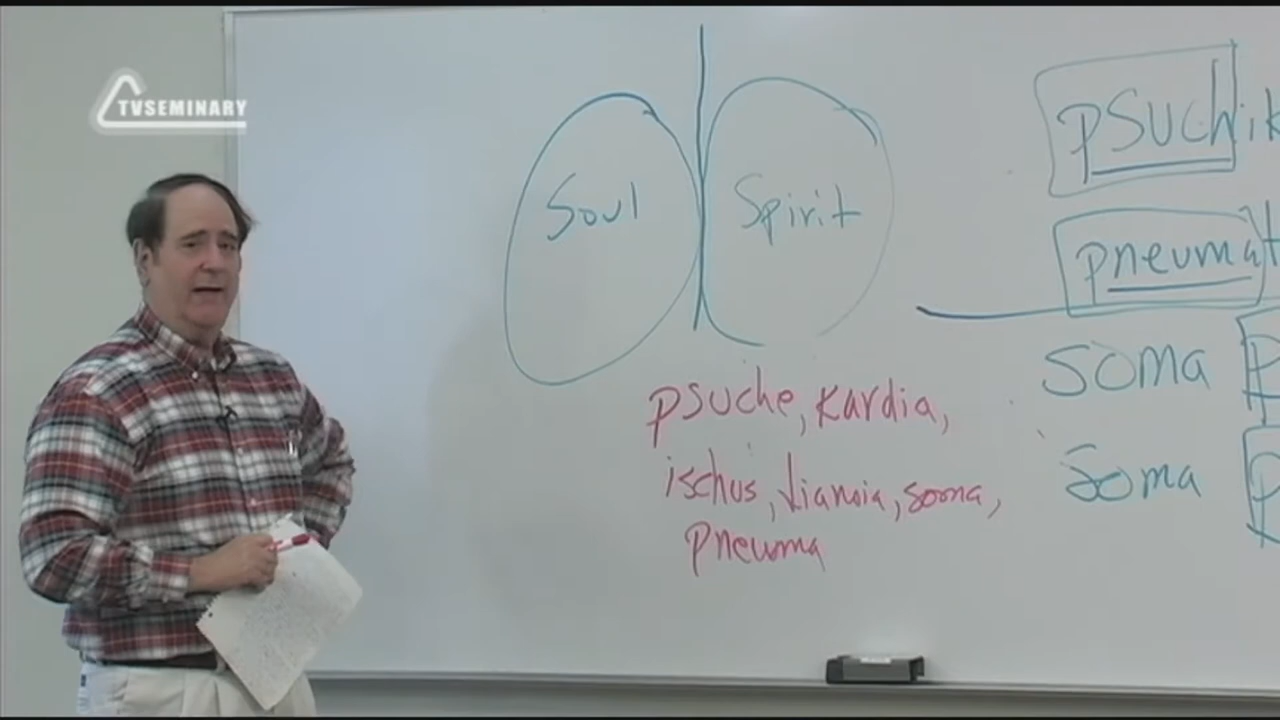 TVSEMINARY
Soul Spirit
psuchik
pneumat
soma p
soma p
psuche, kardia,
ischus, dianoia, soma,
pneuma